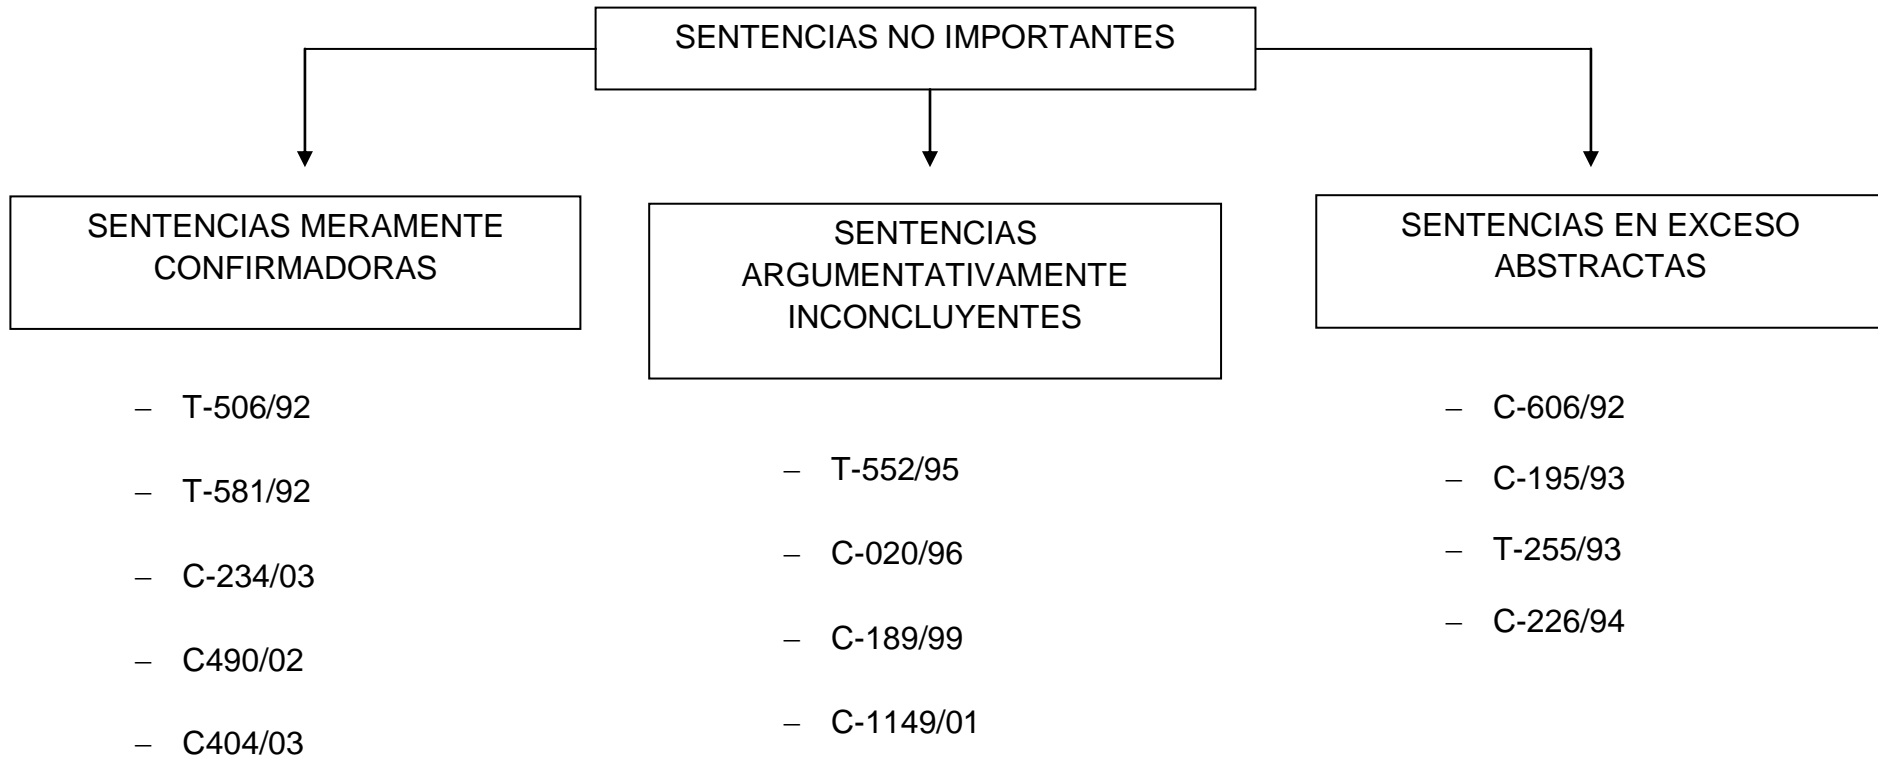 SENTENCIAS NO IMPORTANTES
SENTENCIAS MERAMENTE
CONFIRMADORAS
– T-506/92
– T-581/92
– C-234/03
– C490/02
– C404/03
SENTENCIAS
ARGUMENTATIVAMENTE
INCONCLUYENTES
– T-552/95
– C-020/96
– C-189/99
– C-1149/01
SENTENCIAS EN EXCESO
ABSTRACTAS
– C-606/92
– C-195/93
– T-255/93
– C-226/94